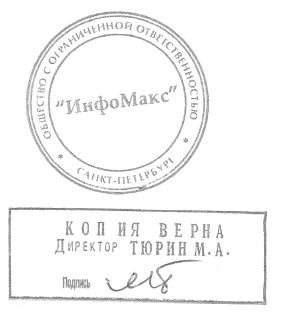 ОБЩЕСТВО С ОГРАНИЧЕННОЙ ОТВЕТСТВЕННОСТЬЮ
"ИнфоМакс"
* САНКТ-ПЕТЕРБУРГ *
КОПИЯ ВЕРНА
ДИРЕКТОР ТЮРИН М.А.
Подпись